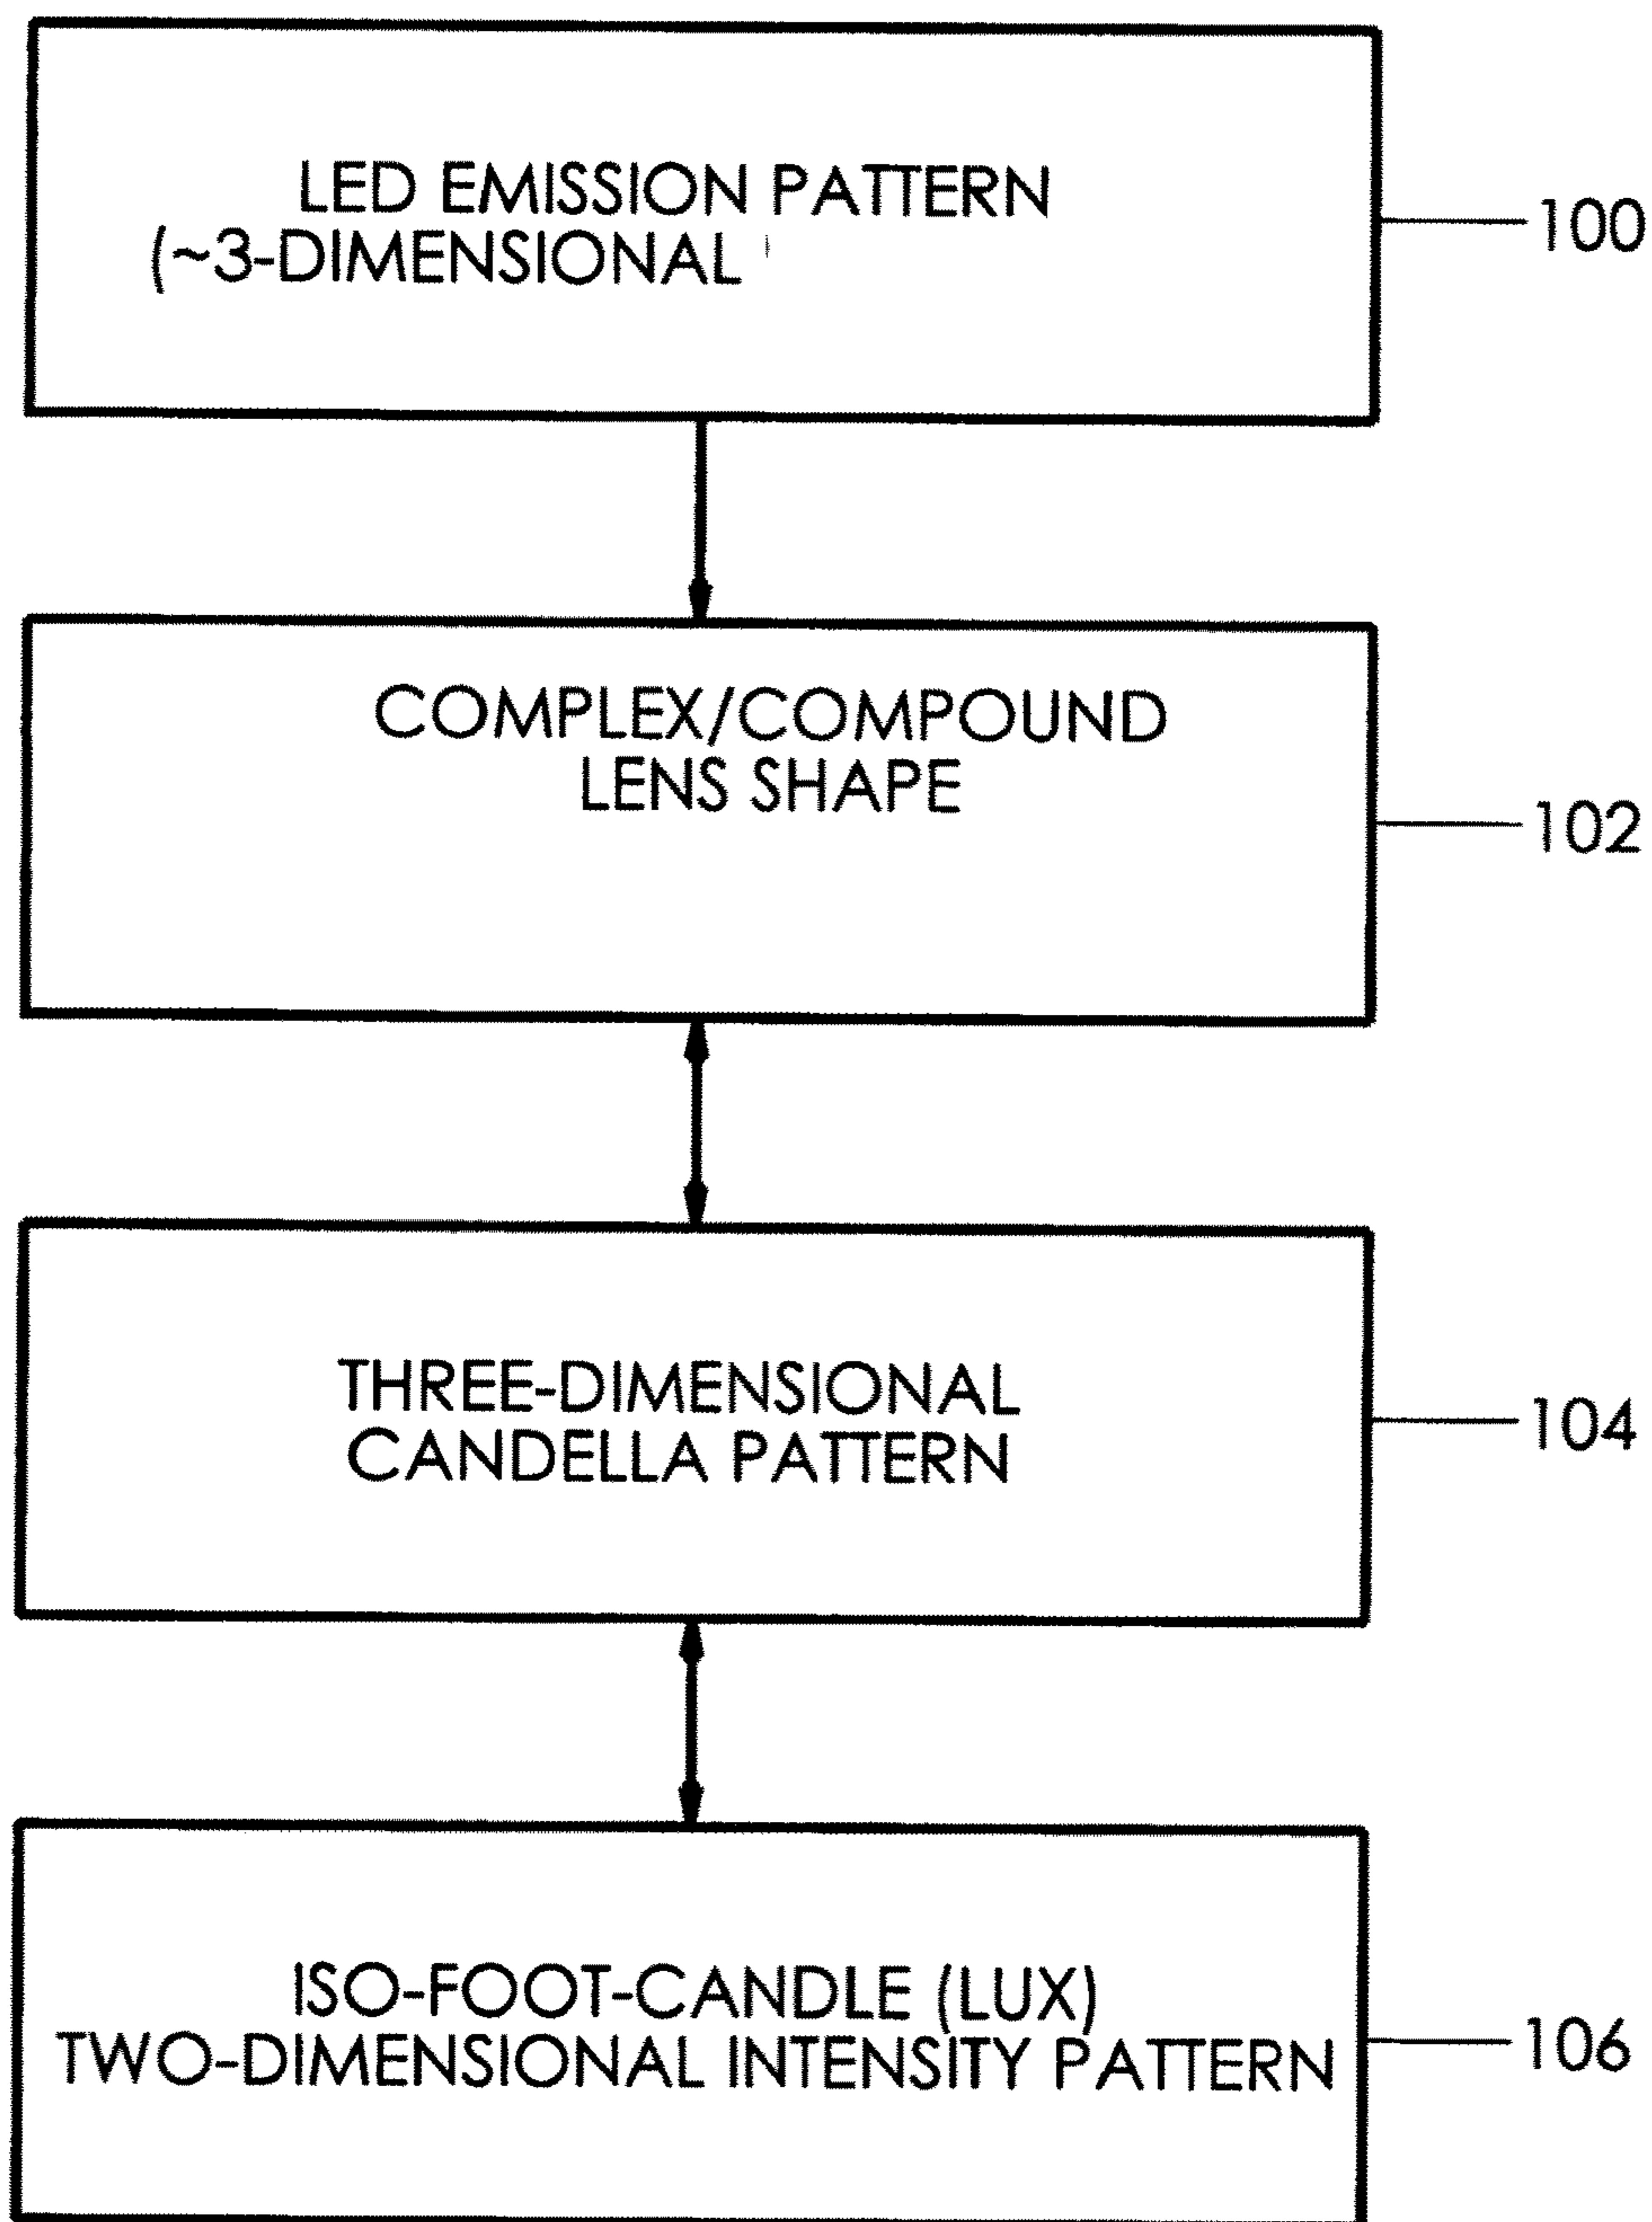 LED EMISSION PATTERN
(~3-DIMENSIONAL
100
COMPLEX/COMPOUND
LENS SHAPE
102
THREE-DIMENSIONAL
CANDELLA PATTERN
104
ISO-FOOT-CANDLE (LUX)
TWO-DIMENSIONAL INTENSITY PATTERN
106